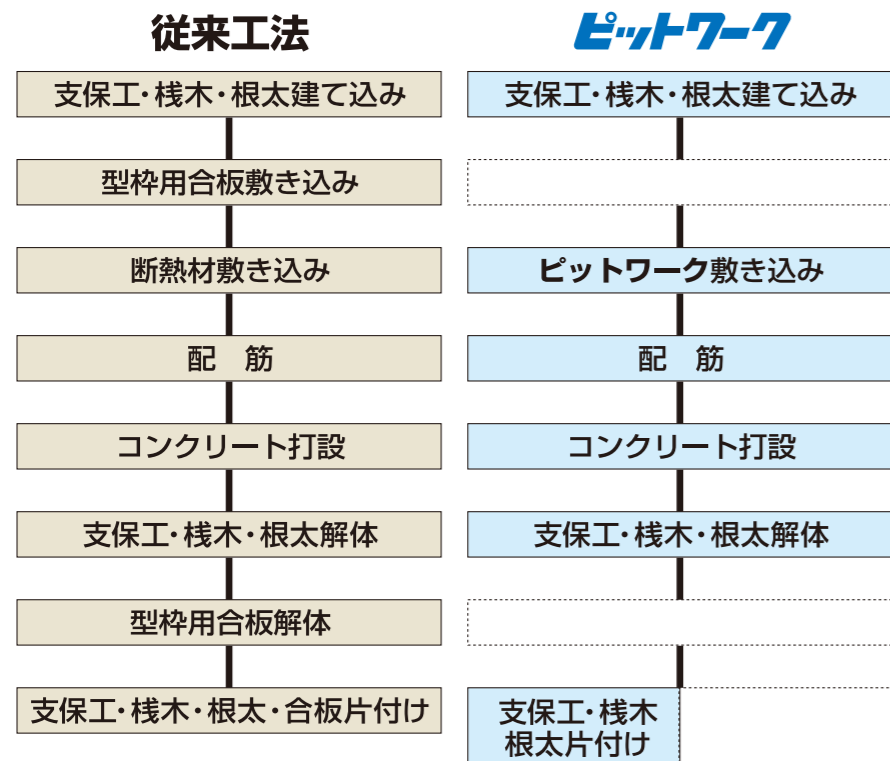 従来工法
支保工・桟木・根太建て込み
型枠用合板敷き込み
断熱材敷き込み
配 筋
コンクリート打設
支保工・桟木・根太解体
型枠用合板解体
支保工・桟木・根太・合板片付け
ピットワーク
支保工・桟木・根太建て込み
ピットワーク敷き込み
配 筋
コンクリート打設
支保工・桟木・根太解体
支保工・桟木
根太片付け